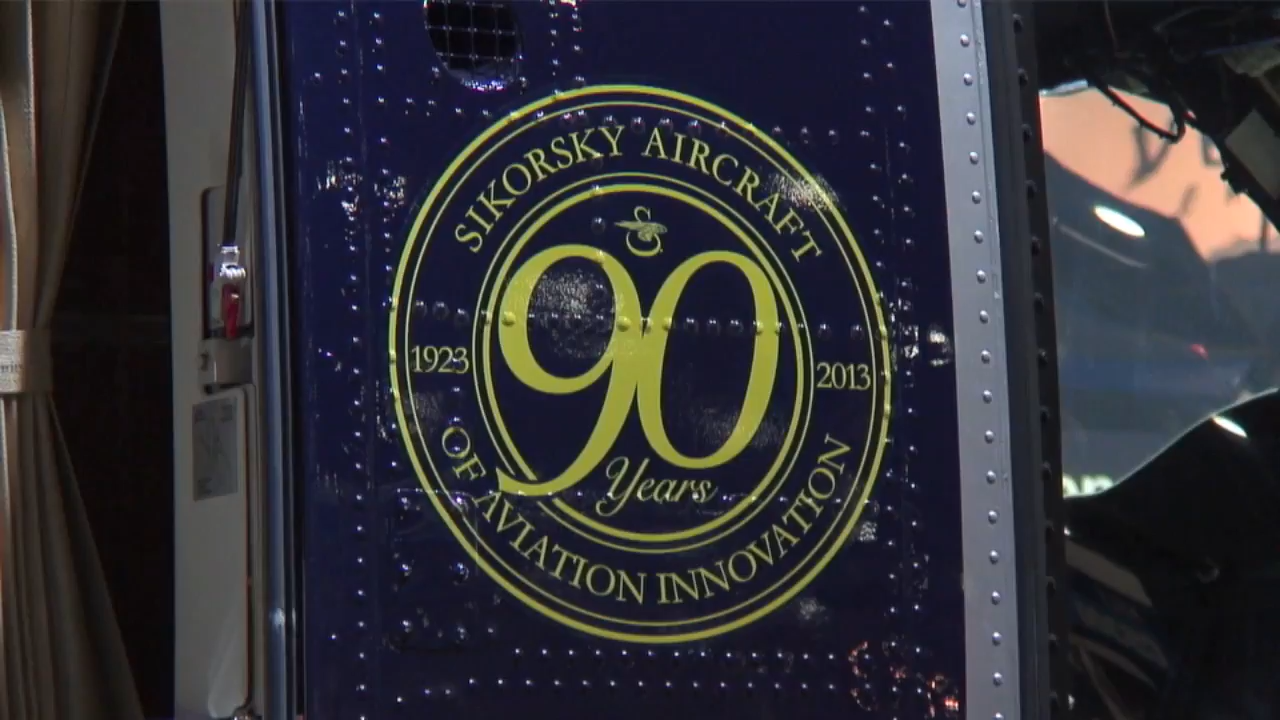 SIKORSKY AIRCRAFT
90
1923
2013
Years
OF AVIATION INNOVATION